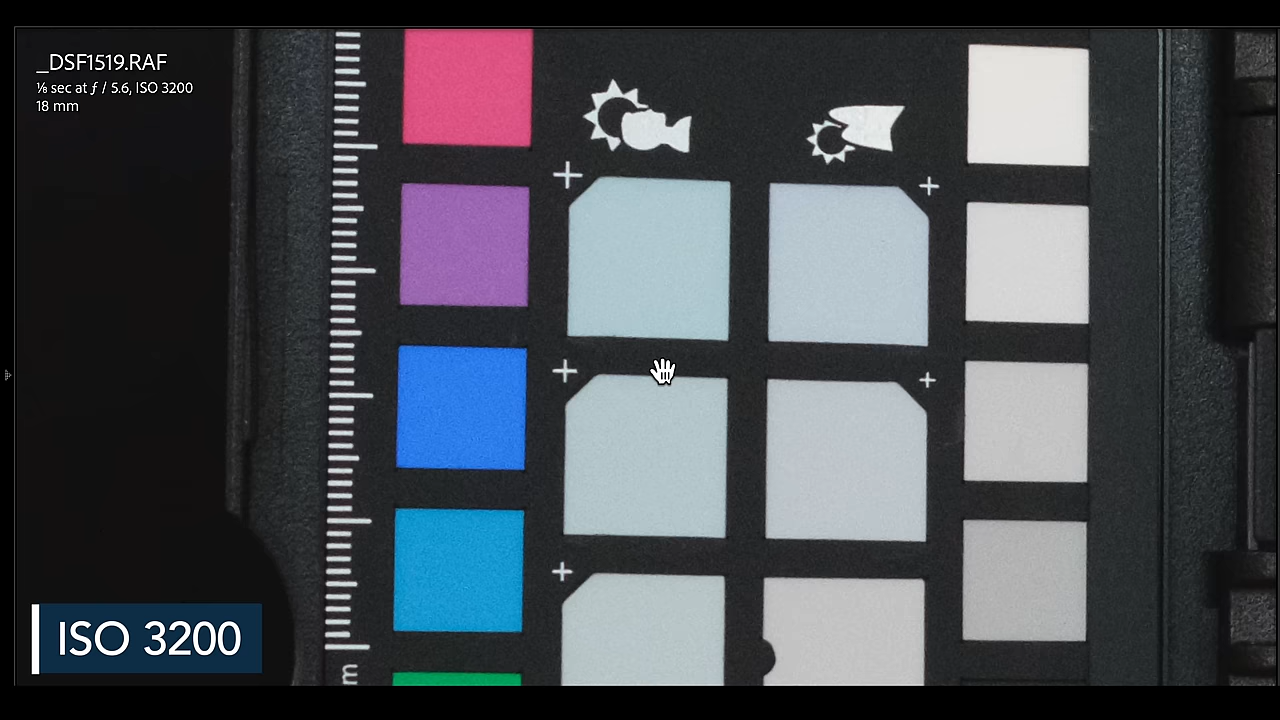 _DSF1519.RAF
⅛ sec at ƒ / 5.6, ISO 3200
18 mm
ISO 3200
m